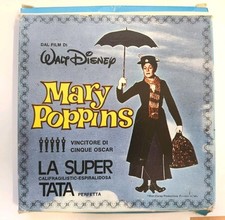 DAL FILM DI
WALT DISNEY
Mary Poppins
VINCITORE DI
CINQUE OSCAR
LA SUPER
CALIFRAGILISTIC-ESPIRALIDOSA
TATA PERFETTA